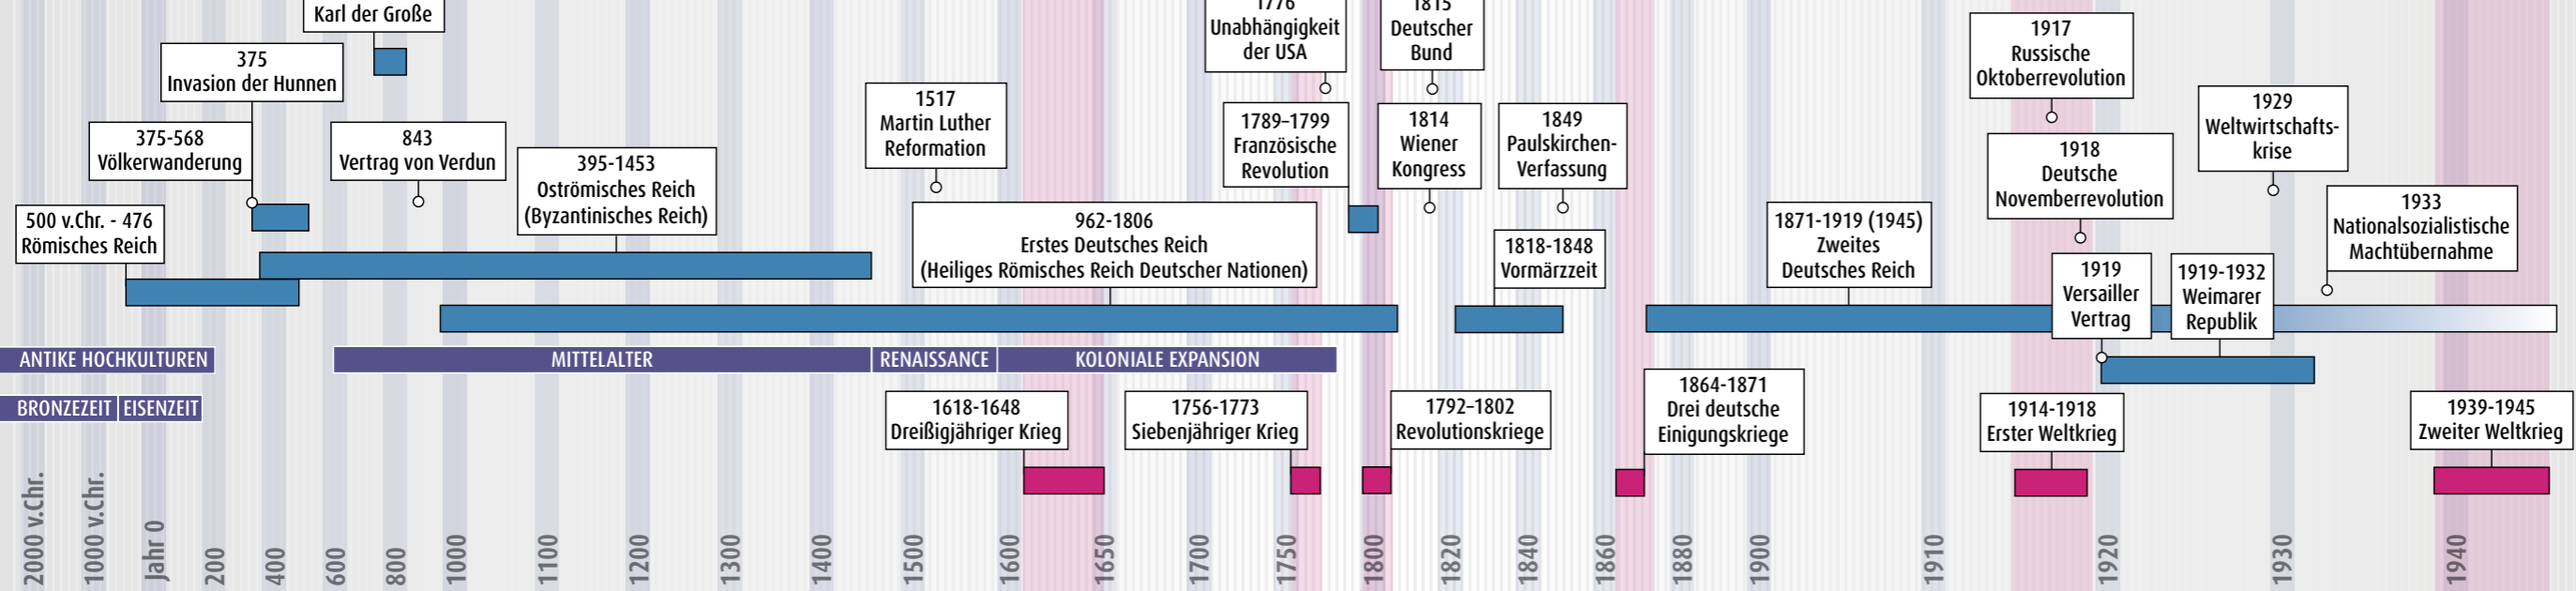 Karl der Große
375
Invasion der Hunnen
375-568
Völkerwanderung
843
Vertrag von Verdun
500 v.Chr. - 476
Römisches Reich
395-1453
Oströmisches Reich
(Byzantinisches Reich)
1517
Martin Luther
Reformation
962-1806
Erstes Deutsches Reich
(Heiliges Römisches Reich Deutscher Nationen)
1776
Unabhängigkeit
der USA
1815
Deutscher
Bund
1789–1799
Französische
Revolution
1814
Wiener
Kongress
1849
Paulskirchen-
Verfassung
1818-1848
Vormärzzeit
1871-1919 (1945)
Zweites
Deutsches Reich
1917
Russische
Oktoberrevolution
1918
Deutsche
Novemberrevolution
1919
Versailler
Vertrag
1919-1932
Weimarer
Republik
1929
Weltwirtschafts-
krise
1933
Nationalsozialistische
Machtübernahme
ANTIKE HOCHKULTUREN
MITTELALTER
RENAISSANCE
KOLONIALE EXPANSION
BRONZEZEIT
EISENZEIT
1618-1648
Dreißigjähriger Krieg
1756-1773
Siebenjähriger Krieg
1792–1802
Revolutionskriege
1864-1871
Drei deutsche
Einigungskriege
1914-1918
Erster Weltkrieg
1939-1945
Zweiter Weltkrieg
2000 v.Chr.
1000 v.Chr.
Jahr 0
200
400
600
800
1000
1100
1200
1300
1400
1500
1600
1650
1700
1750
1800
1820
1840
1860
1880
1900
1910
1920
1930
1940